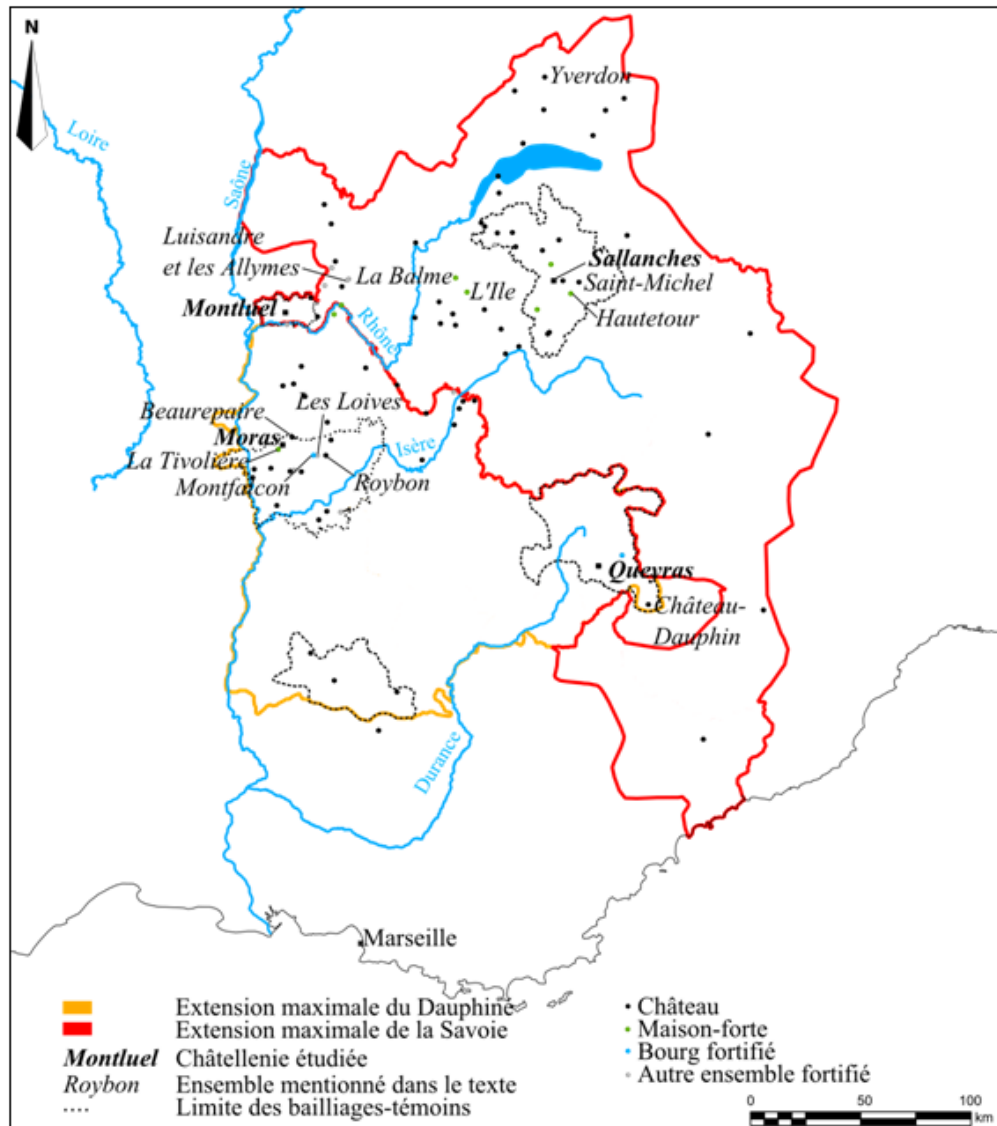 N
Yverdon
Loire
Saône
Luisandre
et les Allymes
La Balme
Sallanches
L'Ile
Saint-Michel
Montluel
Hautetour
Rhône
Beaurepaire
Les Loives
Moras
Isère
La Tivolière
Montfalcon
Roybon
Queyras
Château-
Dauphin
Durance
Marseille
Extension maximale du Dauphiné
Extension maximale de la Savoie
Montluel Châtellenie étudiée
Roybon Ensemble mentionné dans le texte
Limite des bailliages-témoins
Château
Maison-forte
Bourg fortifié
Autre ensemble fortifié
0 50 100
km